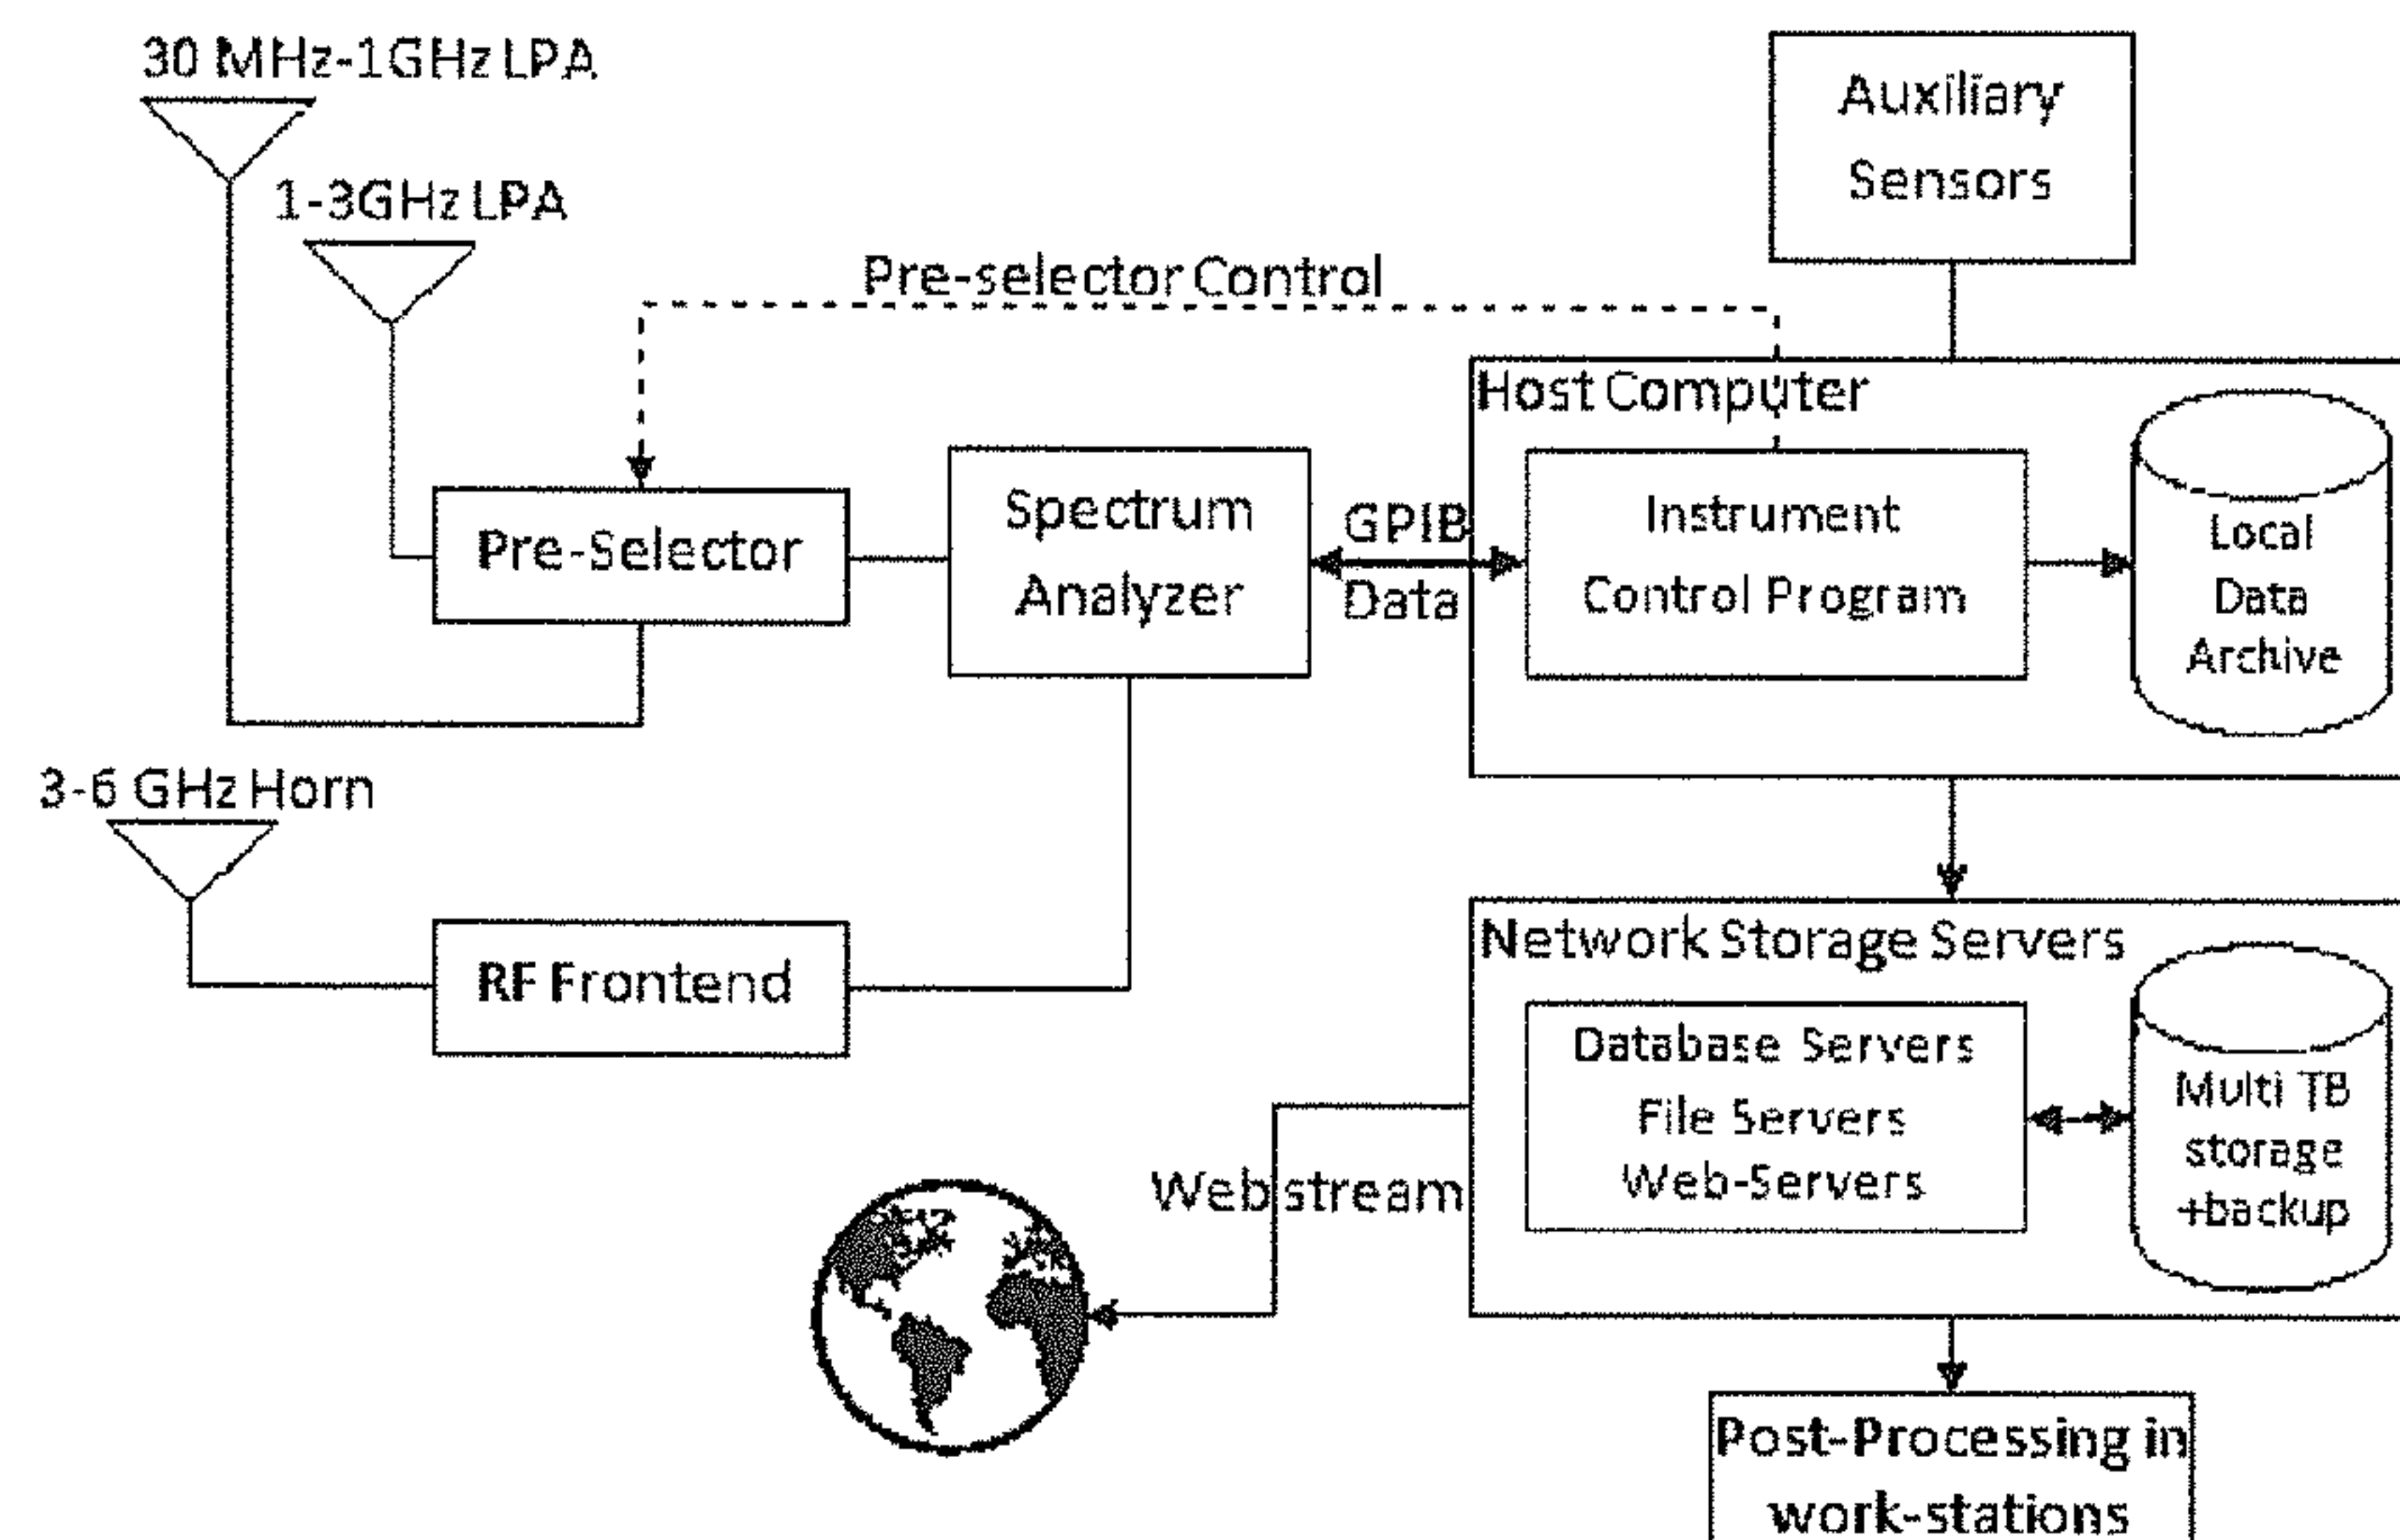 30 MHz-1GHz LPA
1-3GHz LPA
Auxiliary
Sensors
Pre-selector Control
Host Computer
Pre-Selector
Spectrum
Analyzer
GPIB
Data
Instrument
Control Program
Local
Data
Archive
3-6 GHz Horn
RF Frontend
Network Storage Servers
Database Servers
File Servers
Web-Servers
Multi TB
storage
+backup
Web stream
Post-Processing in
work-stations